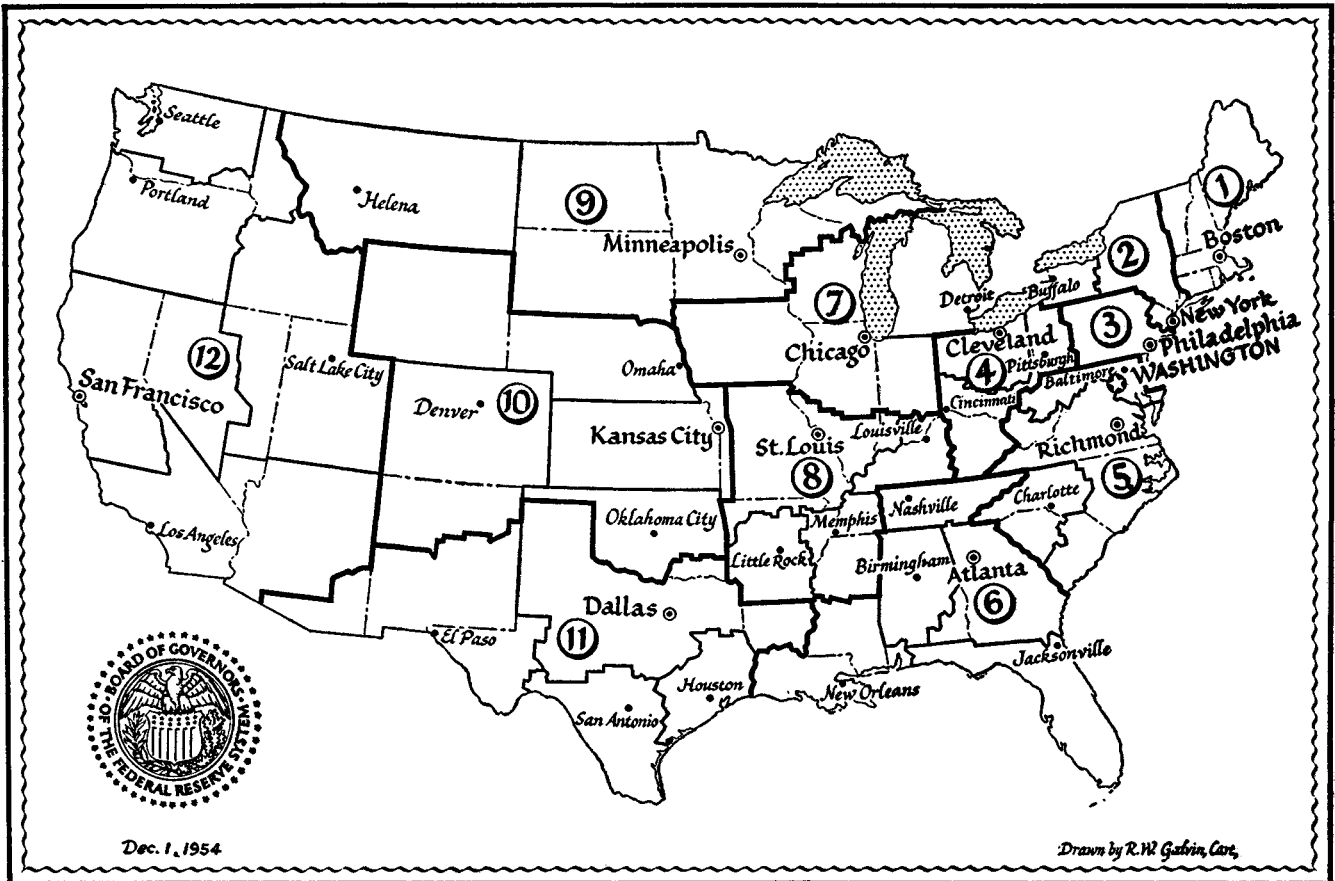 Seattle
Portland
Helena
9
Minneapolis
1
Boston
2
Buffalo
Detroit
7
Chicago
New York
3
Philadelphia
Cleveland
Pittsburgh
4
WASHINGTON
Baltimore
Cincinnati
12
Salt Lake City
San Francisco
Omaha
Denver
10
Kansas City
St. Louis
8
Louisville
Richmond
5
Charlotte
Nashville
Memphis
Los Angeles
Oklahoma City
Little Rock
Birmingham
Atlanta
6
Dallas
11
El Paso
Houston
San Antonio
New Orleans
Jacksonville
BOARD OF GOVERNORS
OF THE FEDERAL RESERVE SYSTEM
Dec. 1, 1954
Drawn by R.W. Galvin, Cart.